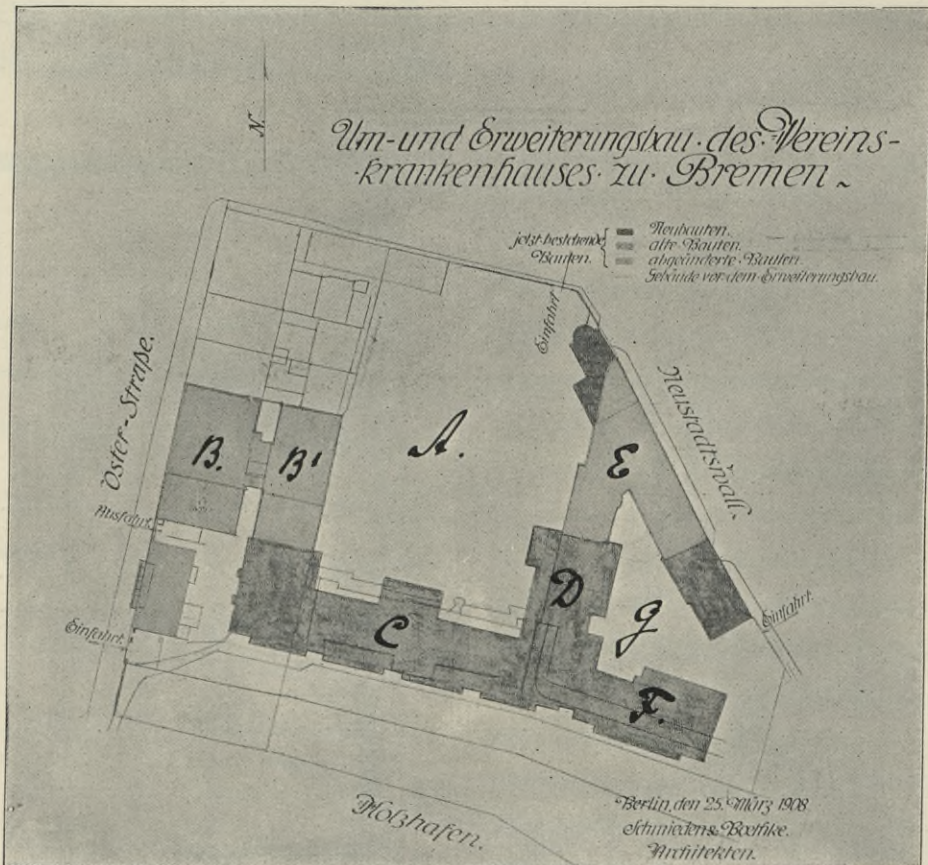 N.
Um- und Erweiterungsbau des Vereins-
krankenhauses zu Bremen
jetzt bestehende Bauten.
Neubauten.
alte Bauten.
abgeänderte Bauten.
Gebäude vor dem Erweiterungsbau.
Einfahrt
Oster-Straße.
Neustadtswall.
A.
B.
B'
E
Ausfahrt.
D
G
C
Einfahrt.
Einfahrt.
F.
Holzhafen.
Berlin, den 25. März 1908
Schmieden & Boethke.
Architekten.